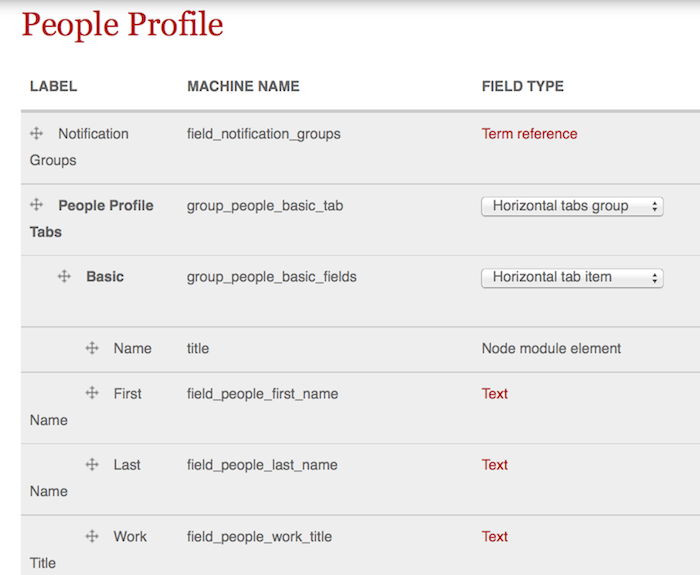 People Profile
LABEL MACHINE NAME FIELD TYPE
Notification field_notification_groups Term reference
Groups
People Profile group_people_basic_tab Horizontal tabs group
Tabs
Basic group_people_basic_fields Horizontal tab item
Name title Node module element
First field_people_first_name Text
Name
Last field_people_last_name Text
Name
Work field_people_work_title Text
Title